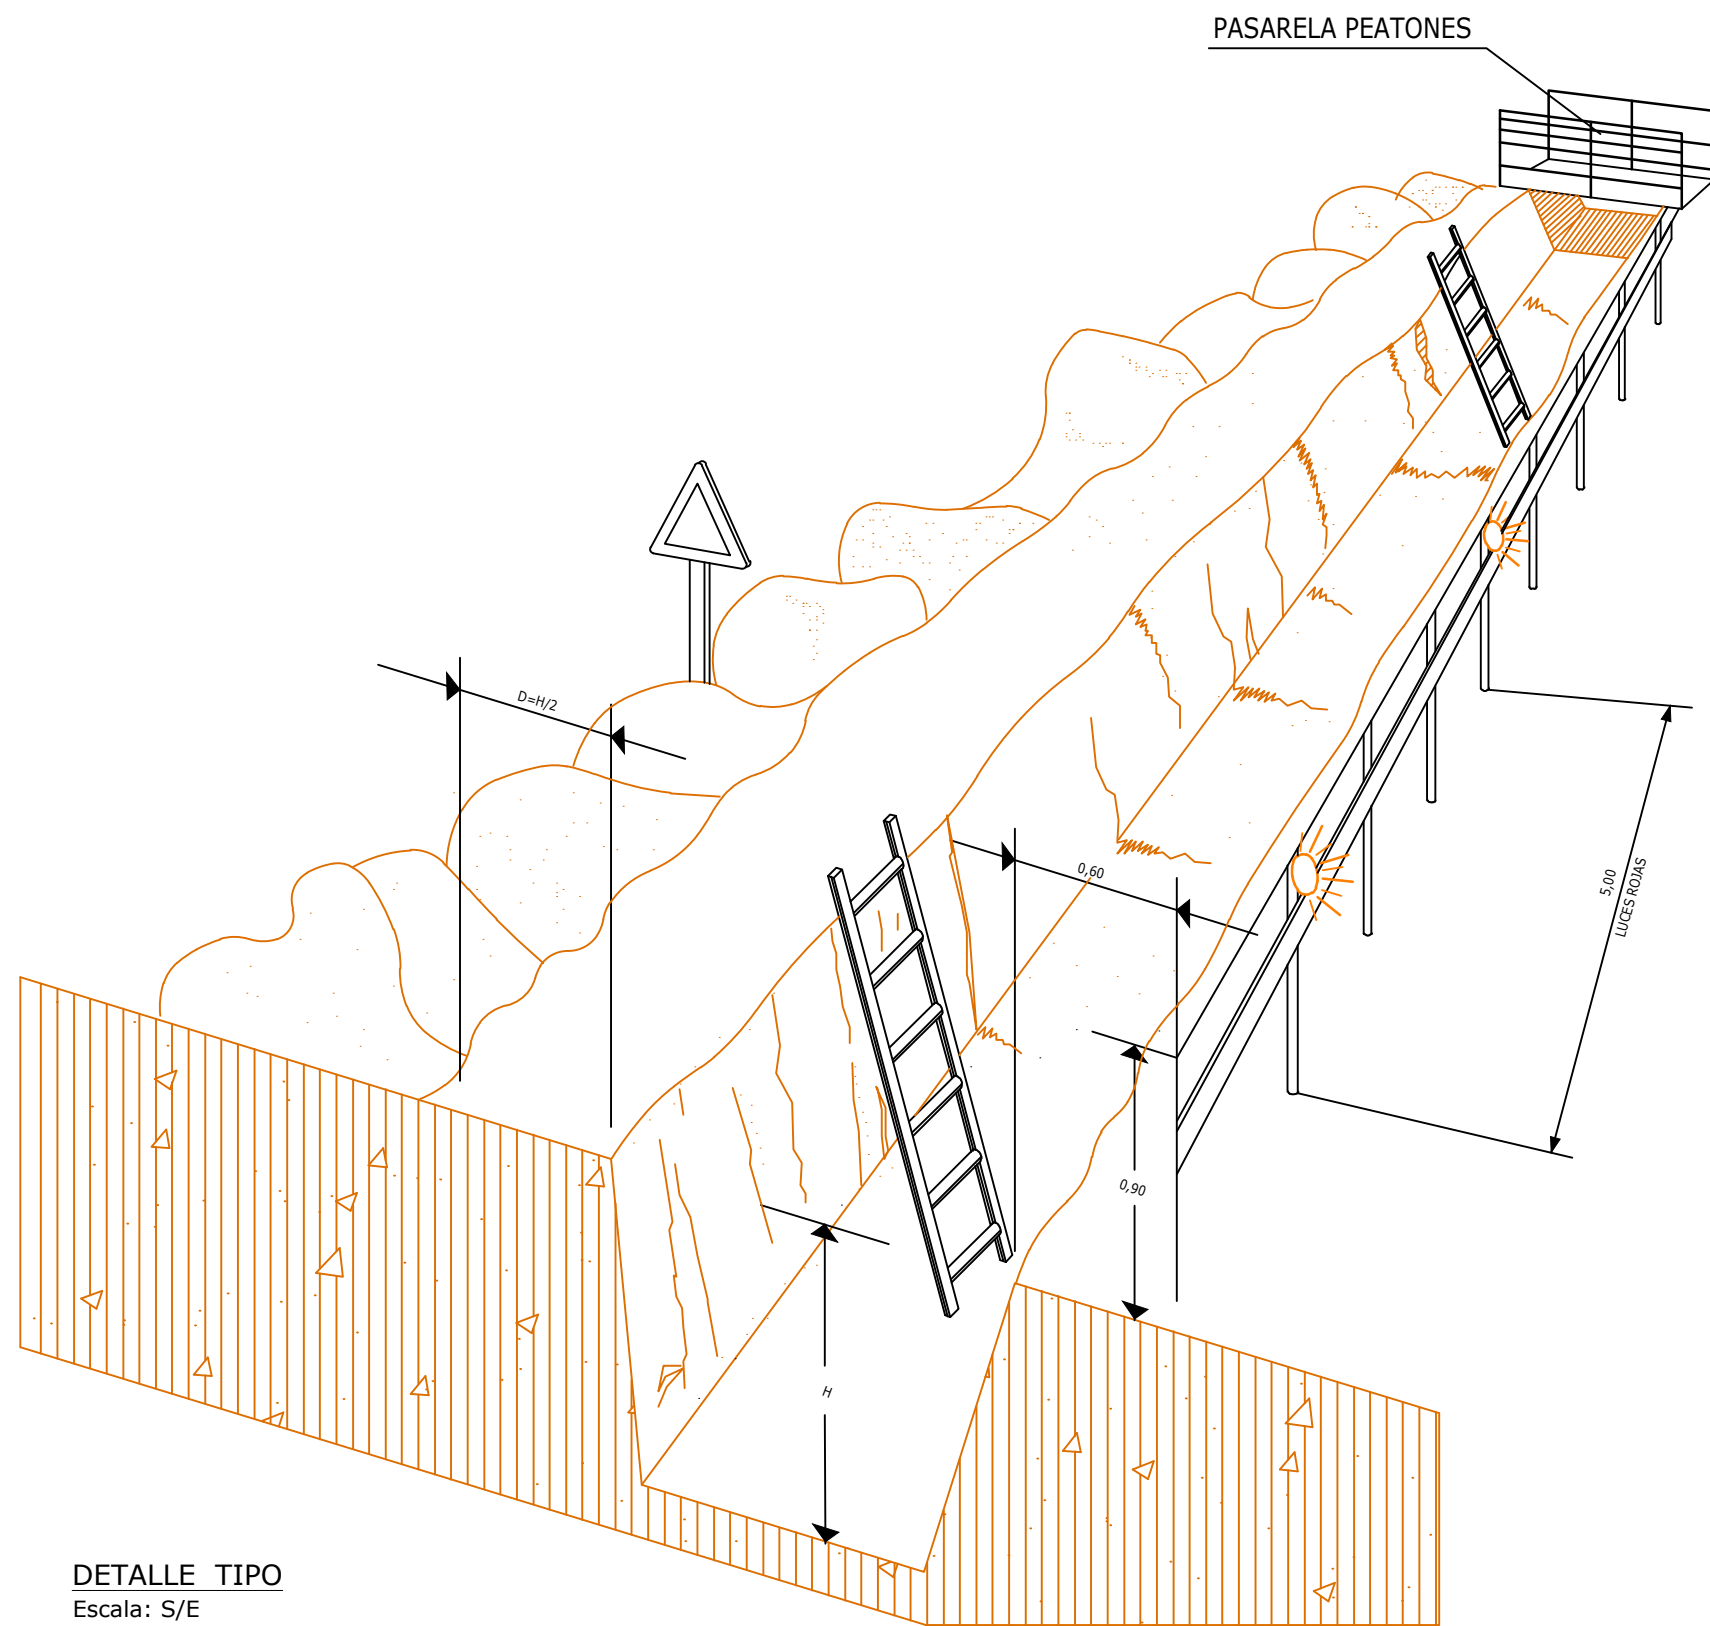 PASARELA PEATONES
D=H/2
0,60
5,00
LUCES ROJAS
0,90
H
DETALLE TIPO
Escala: S/E